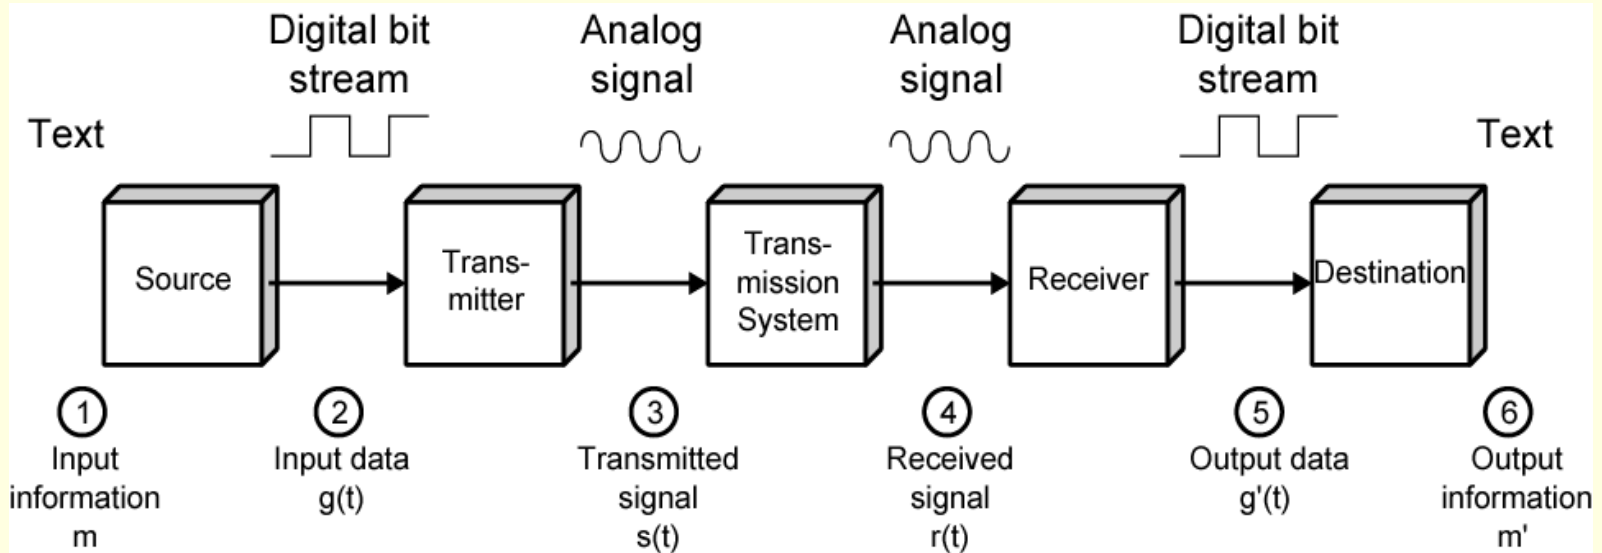 Digital bit
stream
Analog
signal
Analog
signal
Digital bit
stream
Text
Text
Source
Trans-
mitter
Trans-
mission
System
Receiver
Destination
1
Input
information
m
2
Input data
g(t)
3
Transmitted
signal
s(t)
4
Received
signal
r(t)
5
Output data
g'(t)
6
Output
information
m'